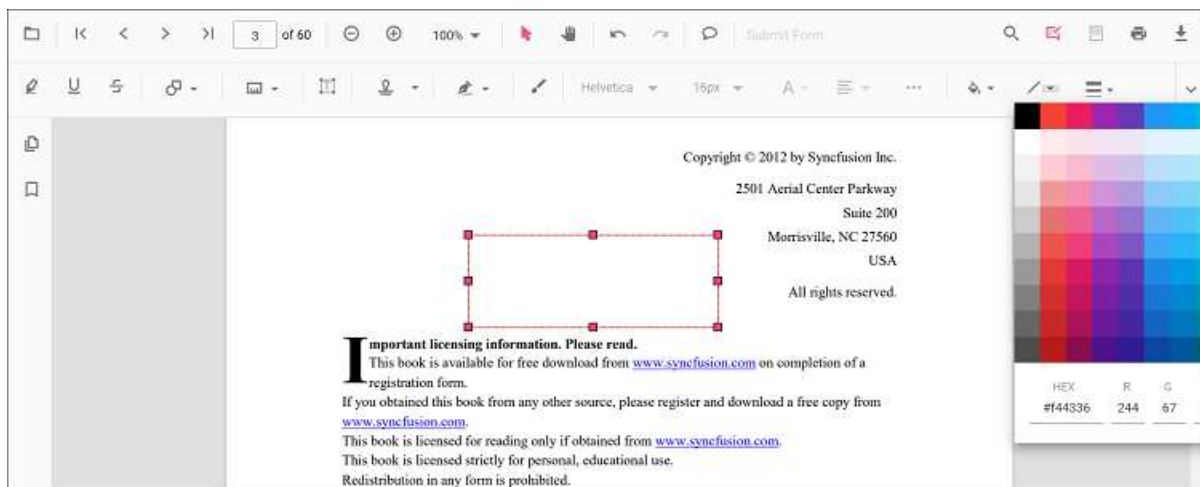 3 of 60 100% Submit Form
Helvetica 16px A
Copyright © 2012 by Syncfusion Inc.
2501 Aerial Center Parkway
Suite 200
Morrisville, NC 27560
USA
All rights reserved.
Important licensing information. Please read.
This book is available for free download from www.syncfusion.com on completion of a
registration form.
If you obtained this book from any other source, please register and download a free copy from
www.syncfusion.com.
This book is licensed for reading only if obtained from www.syncfusion.com.
This book is licensed strictly for personal, educational use.
Redistribution in any form is prohibited.
HEX R G
#f44336 244 67